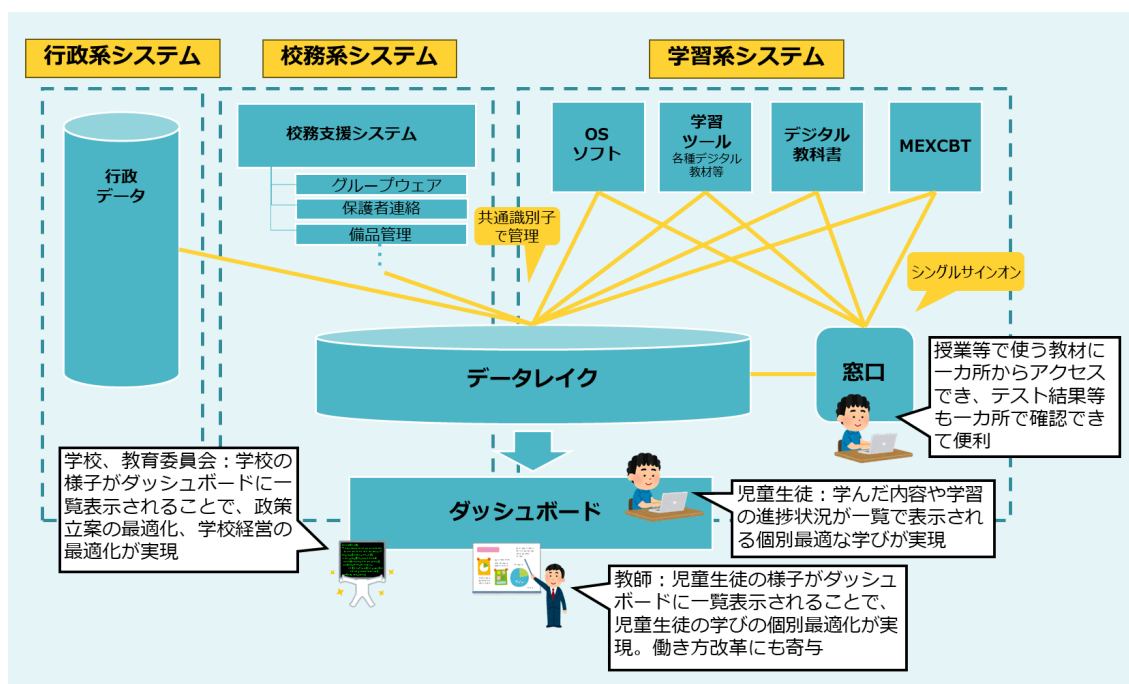 行政系システム
校務系システム
学習系システム
行政
データ
校務支援システム
グループウェア
保護者連絡
備品管理
OS
ソフト
学習
ツール
各種デジタル
教材等
デジタル
教科書
MEXCBT
共通識別子
で管理
シングルサインオン
データレイク
窓口
授業等で使う教材に
一カ所からアクセス
でき、テスト結果等
も一カ所で確認でき
て便利
学校、教育委員会：学校の
様子がダッシュボードに一
覧表示されることで、政策
立案の最適化、学校経営の
最適化が実現
ダッシュボード
児童生徒：学んだ内容や学習
の進捗状況が一覧で表示され
る個別最適な学びが実現
教師：児童生徒の様子がダッシュ
ボードに一覧表示されることで、
児童生徒の学びの個別最適化が実
現。働き方改革にも寄与